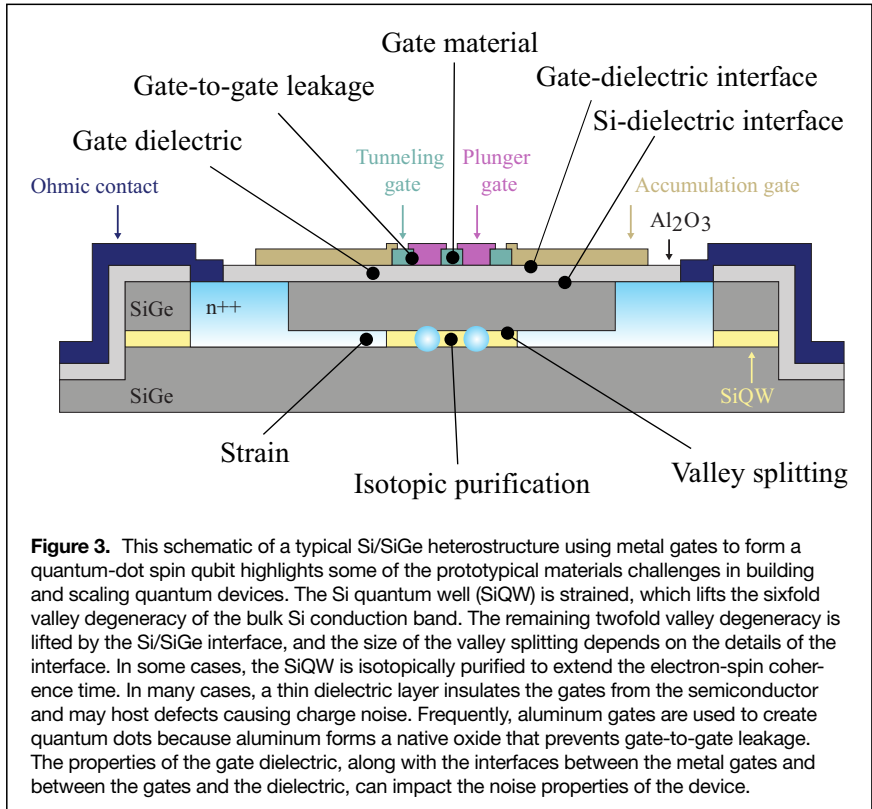 Gate material
Gate-to-gate leakage
Gate-dielectric interface
Gate dielectric
Si-dielectric interface
Tunneling
gate
Plunger
gate
Ohmic contact
Accumulation gate
Al₂O₃
n++
SiGe
SiGe
SiQW
Strain
Isotopic purification
Valley splitting
Figure 3. This schematic of a typical Si/SiGe heterostructure using metal gates to form a
quantum-dot spin qubit highlights some of the prototypical materials challenges in building
and scaling quantum devices. The Si quantum well (SiQW) is strained, which lifts the sixfold
valley degeneracy of the bulk Si conduction band. The remaining twofold valley degeneracy is
lifted by the Si/SiGe interface, and the size of the valley splitting depends on the details of the
interface. In some cases, the SiQW is isotopically purified to extend the electron-spin coher-
ence time. In many cases, a thin dielectric layer insulates the gates from the semiconductor
and may host defects causing charge noise. Frequently, aluminum gates are used to create
quantum dots because aluminum forms a native oxide that prevents gate-to-gate leakage.
The properties of the gate dielectric, along with the interfaces between the metal gates and
between the gates and the dielectric, can impact the noise properties of the device.